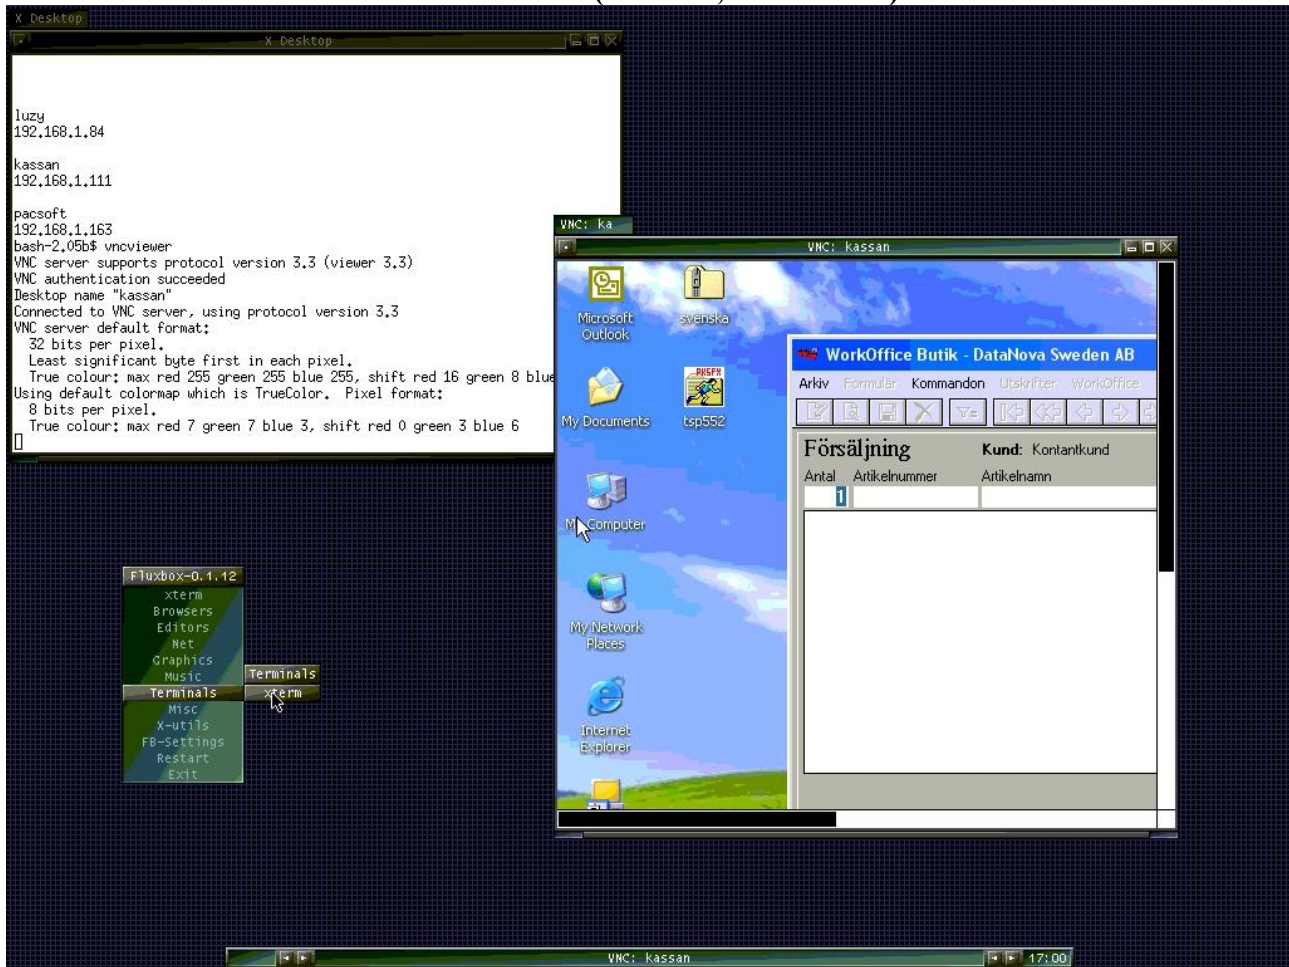 X Desktop
X Desktop
luzy
192.168.1.84
kassan
192.168.1.111
pacsoft
192.168.1.163
bash-2.05b$ vncviewer
VNC server supports protocol version 3.3 (viewer 3.3)
VNC authentication succeeded
Desktop name "kassan"
Connected to VNC server, using protocol version 3.3
VNC server default format:
32 bits per pixel.
Least significant byte first in each pixel.
True colour: max red 255 green 255 blue 255, shift red 16 green 8 blue
Using default colormap which is TrueColor. Pixel format:
8 bits per pixel.
True colour: max red 7 green 7 blue 3, shift red 0 green 3 blue 6
VNC: ka
VNC: kassan
Microsoft
Outlook
svenska
My Documents
PKSFX
tsp552
My Computer
My Network
Places
Internet
Explorer
WorkOffice Butik - DataNova Sweden AB
Arkiv Formulär Kommandon Utskrifter WorkOffice
Försäljning Kund: Kontantkund
Antal Artikelnummer Artikelnamn
1
Fluxbox-0.1.12
xterm
Browsers
Editors
Net
Graphics
Music
Terminals
Misc
X-utils
FB-Settings
Restart
Exit
Terminals
xterm
VNC: kassan
17:00